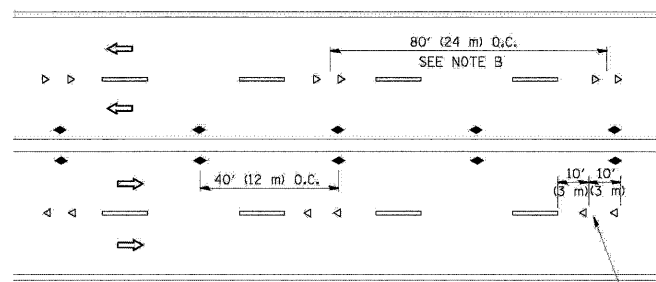 80' (24 m) O.C.
SEE NOTE B
40' (12 m) O.C.
10' 10'
(3 m) (3 m)